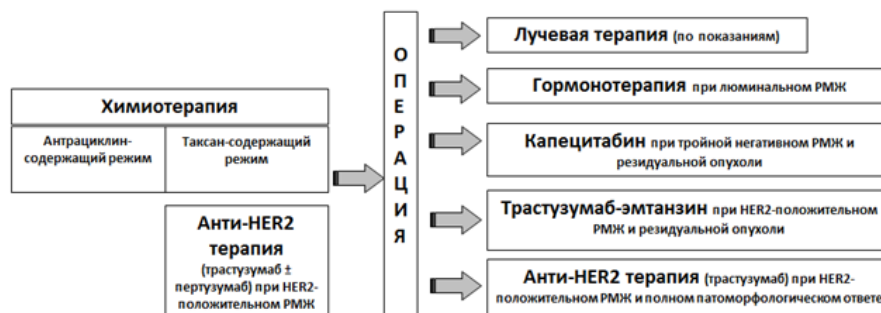 Химиотерапия
Антрациклин-
содержащий режим
Таксан-содержащий
режим
Анти-HER2
терапия
(трастузумаб ±
пертузумаб) при HER2-
положительном РМЖ
ОПЕРАЦИЯ
Лучевая терапия (по показаниям)
Гормонотерапия при люминальном РМЖ
Капецитабин при тройной негативном РМЖ и
резидуальной опухоли
Трастузумаб-эмтанзин при HER2-положительном
РМЖ и резидуальной опухоли
Анти-HER2 терапия (трастузумаб) при HER2-
положительном РМЖ и полном патоморфологическом ответе